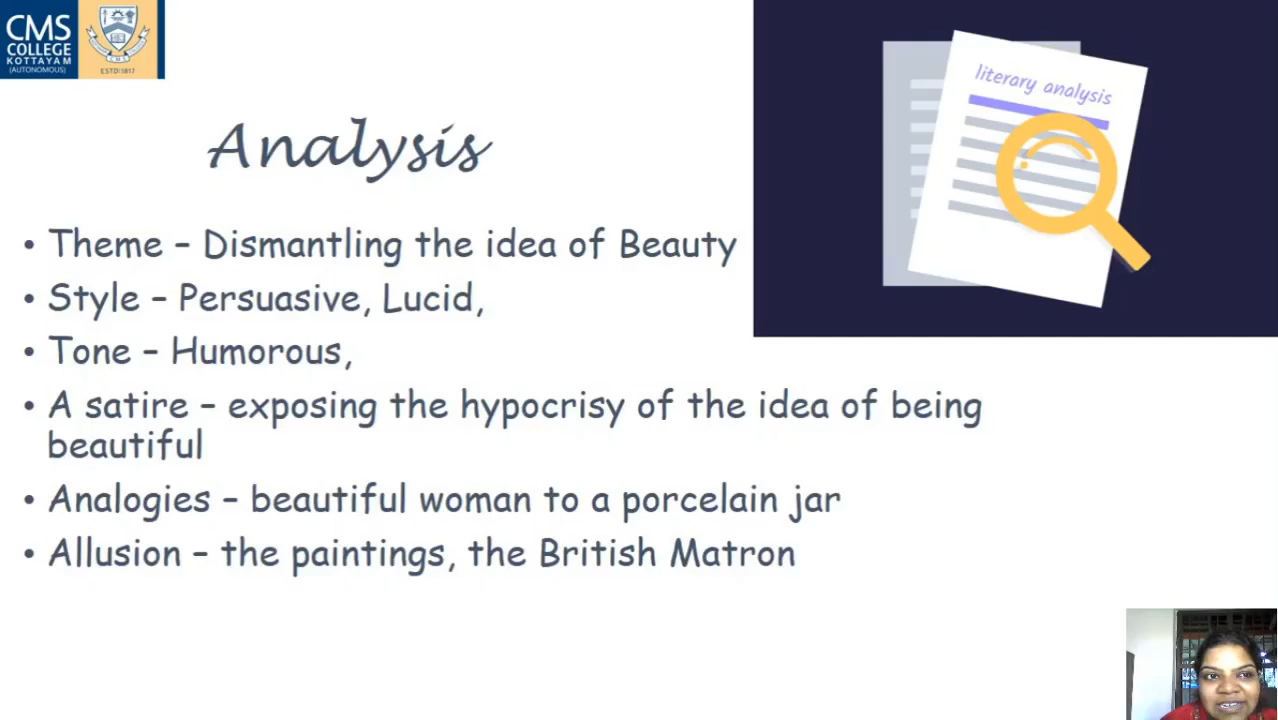 CMS
COLLEGE
KOTTAYAM
(AUTONOMOUS)
ESTD:1817
literary analysis
Analysis
• Theme – Dismantling the idea of Beauty
• Style – Persuasive, Lucid,
• Tone – Humorous,
• A satire – exposing the hypocrisy of the idea of being
beautiful
• Analogies – beautiful woman to a porcelain jar
• Allusion – the paintings, the British Matron